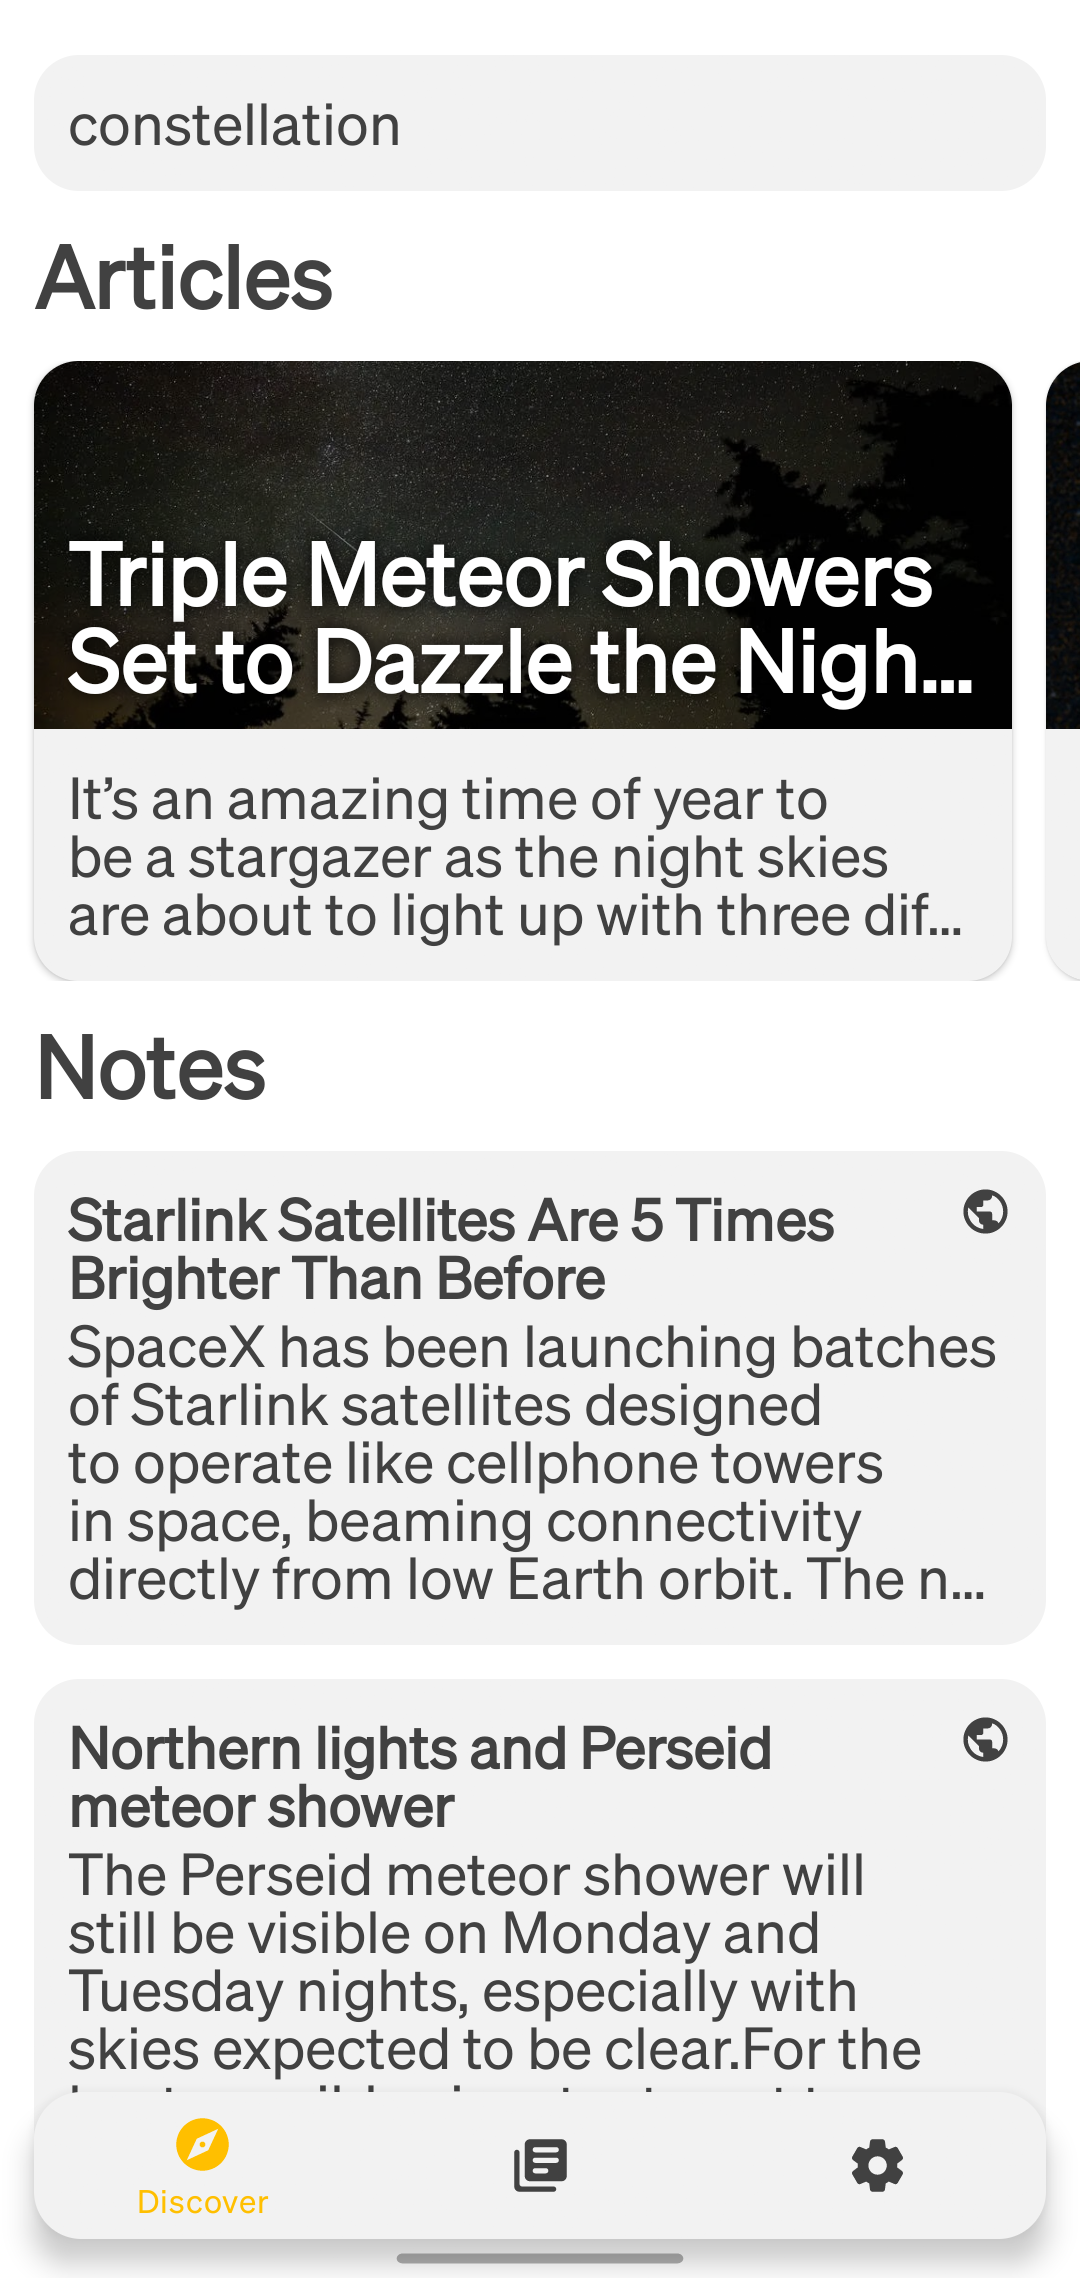 constellation
Articles
Triple Meteor Showers
Set to Dazzle the Nigh...
It’s an amazing time of year to
be a stargazer as the night skies
are about to light up with three dif...
Notes
Starlink Satellites Are 5 Times
Brighter Than Before
SpaceX has been launching batches
of Starlink satellites designed
to operate like cellphone towers
in space, beaming connectivity
directly from low Earth orbit. The n...
Northern lights and Perseid
meteor shower
The Perseid meteor shower will
still be visible on Monday and
Tuesday nights, especially with
skies expected to be clear.For the
Discover